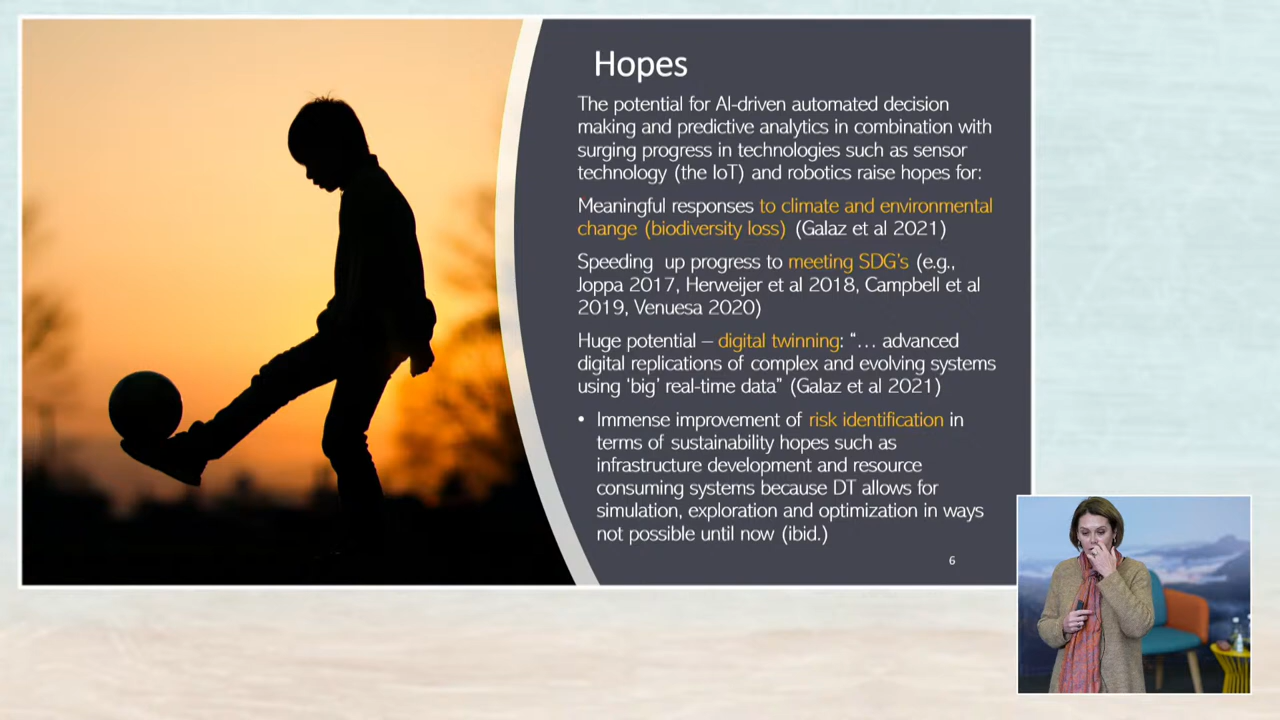 Hopes
The potential for AI-driven automated decision
making and predictive analytics in combination with
surging progress in technologies such as sensor
technology (the IoT) and robotics raise hopes for:
Meaningful responses to climate and environmental
change (biodiversity loss) (Galaz et al 2021)
Speeding  up progress to meeting SDG's (e.g.,
Joppa 2017, Herweijer et al 2018, Campbell et al
2019, Venuesa 2020)
Huge potential – digital twinning: “… advanced
digital replications of complex and evolving systems
using ‘big’ real-time data” (Galaz et al 2021)
• Immense improvement of risk identification in
terms of sustainability hopes such as
infrastructure development and resource
consuming systems because DT allows for
simulation, exploration and optimization in ways
not possible until now (ibid.)
6